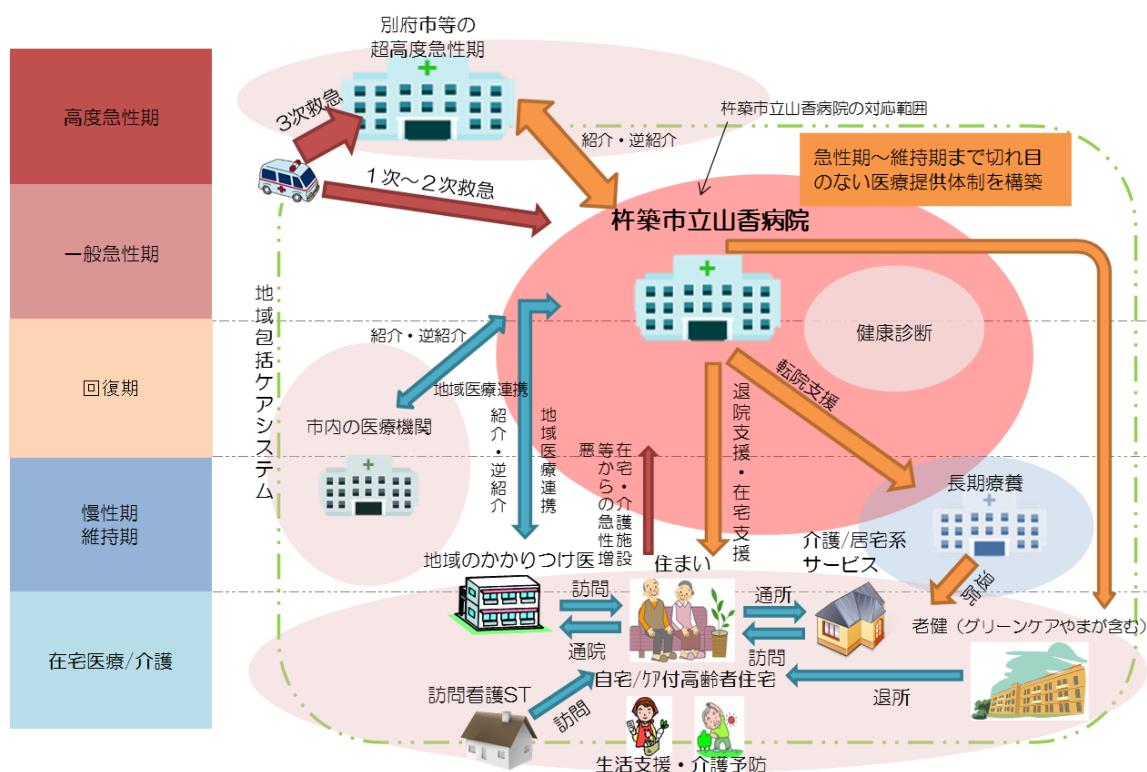 別府市等の
超高度急性期
高度急性期
3次救急
杵築市立山香病院の対応範囲
紹介・逆紹介
急性期～維持期まで切れ目
のない医療提供体制を構築
1次～2次救急
杵築市立山香病院
一般急性期
地域包括ケアシステム
健康診断
紹介・逆紹介
回復期
地域医療連携
転院支援
市内の医療機関
紹介・逆紹介
地域医療連携
在宅・介護施設
等からの急性増
悪
退院支援・在宅支援
長期療養
慢性期
維持期
介護/居宅系
サービス
地域のかかりつけ医
住まい
訪問
通所
退院
老健（グリーンケアやまが含む）
通院
訪問
在宅医療/介護
自宅/ケア付高齢者住宅
訪問看護ST
訪問
退所
生活支援・介護予防